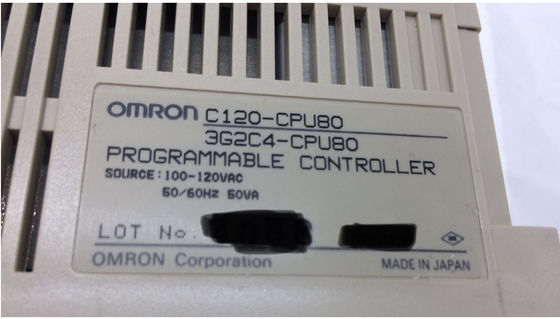 OMRON C120-CPU80
3G2C4-CPU80
PROGRAMMABLE CONTROLLER
SOURCE:100-120VAC
50/60Hz 50VA
LOT No.
OMRON Corporation MADE IN JAPAN